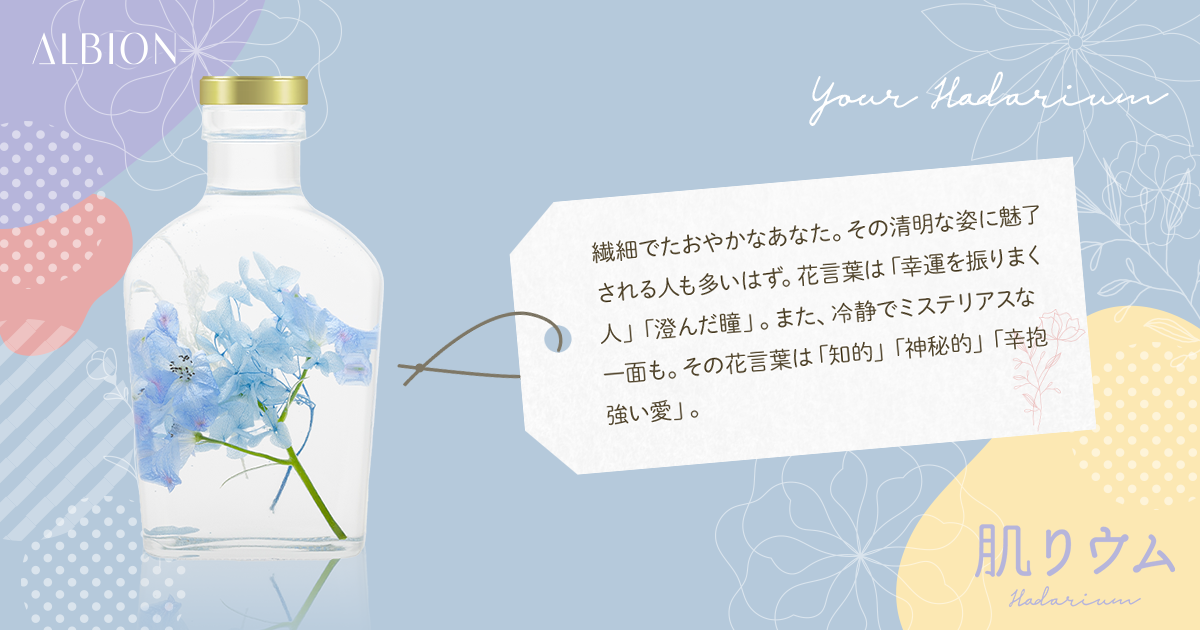 ALBION
Your Hadarium
繊細でたおやかなあなた。その清明な姿に魅了
される人も多いはず。花言葉は「幸運を振りまく
人」「澄んだ瞳」。また、冷静でミステリアスな
一面も。その花言葉は「知的」「神秘的」「辛抱
強い愛」。
肌りウム
Hadarium